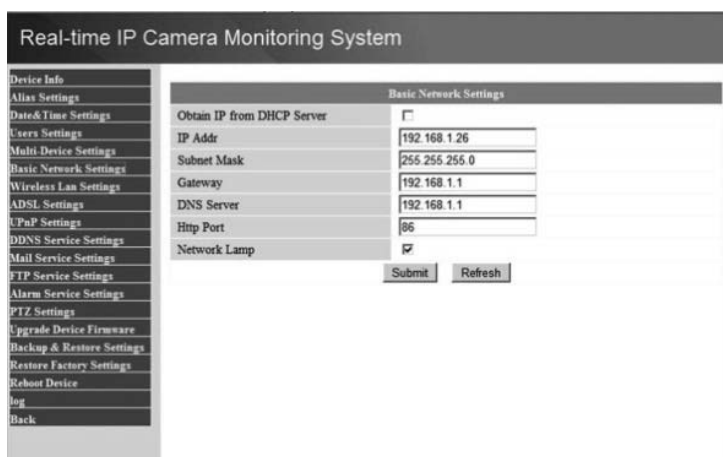 Real-time IP Camera Monitoring System
Device Info
Alias Settings
Date&Time Settings
Users Settings
Multi-Device Settings
Basic Network Settings
Wireless Lan Settings
ADSL Settings
UPnP Settings
DDNS Service Settings
Mail Service Settings
FTP Service Settings
Alarm Service Settings
PTZ Settings
Upgrade Device Firmware
Backup & Restore Settings
Restore Factory Settings
Reboot Device
log
Back
Basic Network Settings
Obtain IP from DHCP Server
IP Addr 192.168.1.26
Subnet Mask 255.255.255.0
Gateway 192.168.1.1
DNS Server 192.168.1.1
Http Port 86
Network Lamp
Submit Refresh